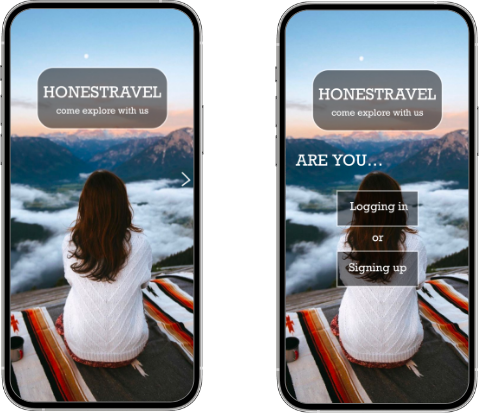 HONESTRAVEL
come explore with us
HONESTRAVEL
come explore with us
ARE YOU...
Logging in
or
Signing up